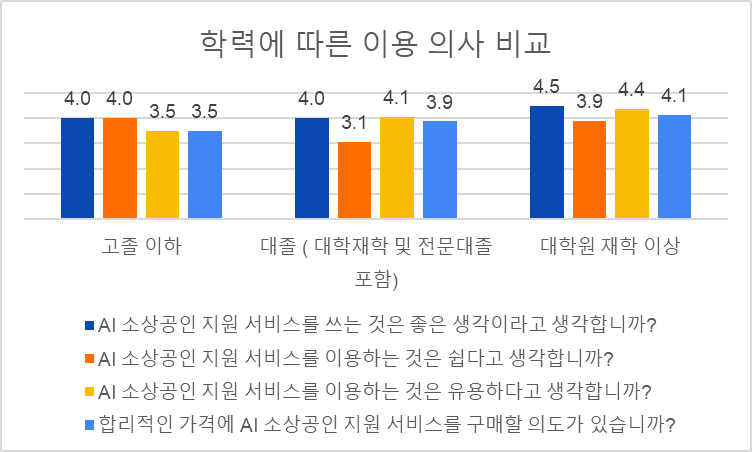 학력에 따른 이용 의사 비교
4.0 4.0 3.5 3.5 4.0 3.1 4.1 3.9 4.5 3.9 4.4 4.1
고졸 이하 대졸 ( 대학재학 및 전문대졸 대학원 재학 이상
포함)
AI 소상공인 지원 서비스를 쓰는 것은 좋은 생각이라고 생각합니까?
AI 소상공인 지원 서비스를 이용하는 것은 쉽다고 생각합니까?
AI 소상공인 지원 서비스를 이용하는 것은 유용하다고 생각합니까?
합리적인 가격에 AI 소상공인 지원 서비스를 구매할 의도가 있습니까?